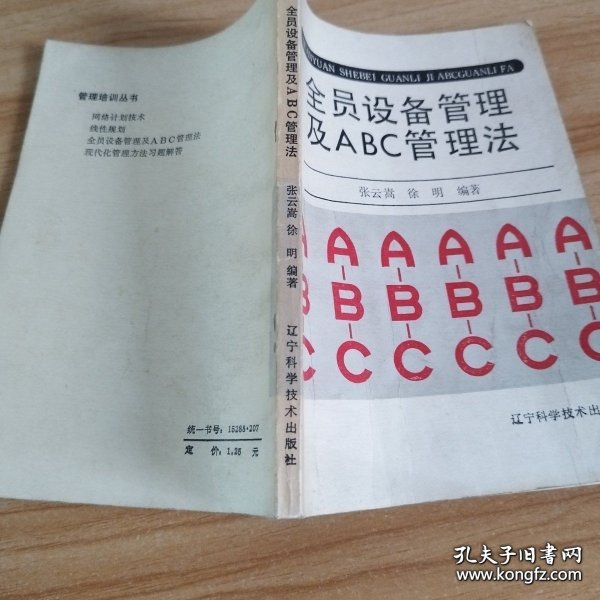 管理培训丛书
网络计划技术
线性规划
全员设备管理及ABC管理法
现代化管理方法习题解答
统一书号：15288·207
定 价：1.25 元
全员设备管理及ABC管理法
张云嵩 徐 明 编著
辽宁科学技术出版社
YUAN SHEBEI GUANLI JI ABCGUANLI FA
全员设备管理
及ABC管理法
张云嵩 徐 明 编著
A A A A A A
B B B B B B
C C C C C C
辽宁科学技术出
孔夫子旧书网
www.kongfz.com